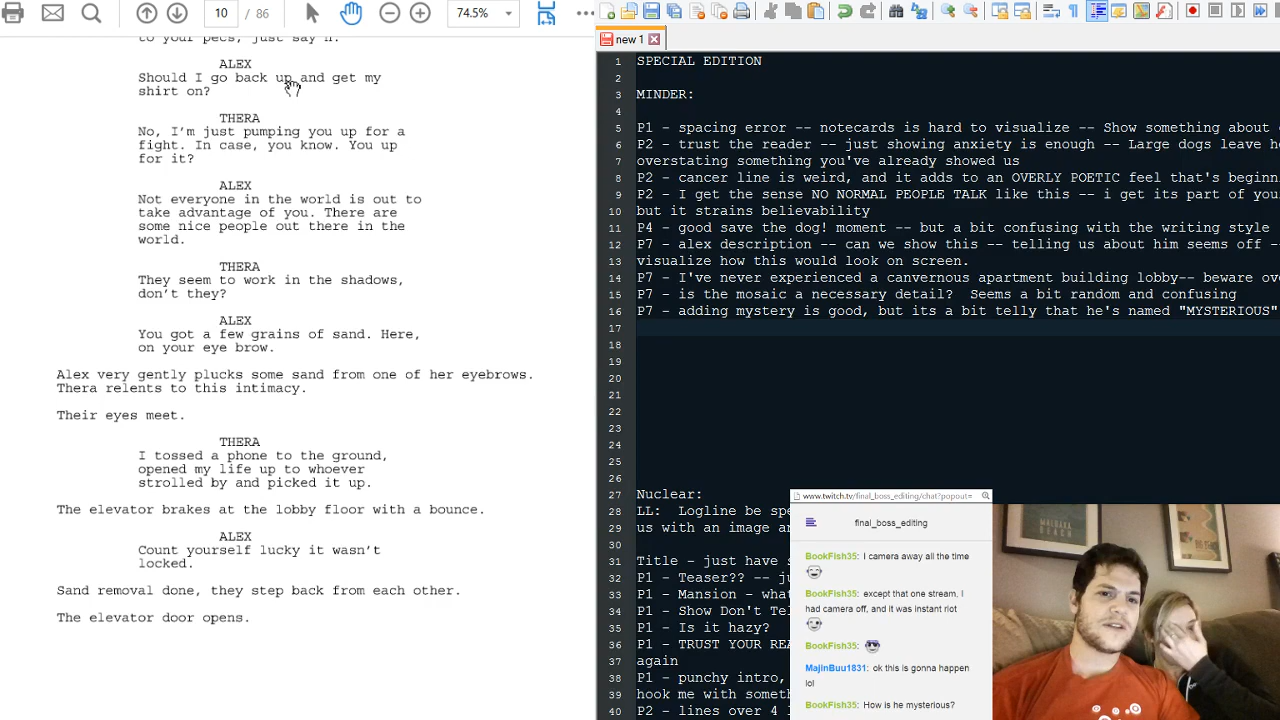 10 / 86
74.5%
to your pecs, just say n.
ALEX
Should I go back up and get my
shirt on?
THERA
No, I'm just pumping you up for a
fight. In case, you know. You up
for it?
ALEX
Not everyone in the world is out to
take advantage of you. There are
some nice people out there in the
world.
THERA
They seem to work in the shadows,
don't they?
ALEX
You got a few grains of sand. Here,
on your eye brow.
Alex very gently plucks some sand from one of her eyebrows.
Thera relents to this intimacy.
Their eyes meet.
THERA
I tossed a phone to the ground,
opened my life up to whoever
strolled by and picked it up.
The elevator brakes at the lobby floor with a bounce.
ALEX
Count yourself lucky it wasn't
locked.
Sand removal done, they step back from each other.
The elevator door opens.
new 1
1 SPECIAL EDITION
2
3 MINDER:
4
5 P1 - spacing error -- notecards is hard to visualize -- Show something about
6 P2 - trust the reader -- just showing anxiety is enough -- Large dogs leave h
7 overstating something you've already showed us
8 P2 - cancer line is weird, and it adds to an OVERLY POETIC feel that's beginn
9 P2 - I get the sense NO NORMAL PEOPLE TALK like this -- i get its part of you
10 but it strains believability
11 P4 - good save the dog! moment -- but a bit confusing with the writing style
12 P7 - alex description -- can we show this -- telling us about him seems off -
13 visualize how this would look on screen.
14 P7 - I've never experienced a canvernous apartment building lobby-- beware ov
15 P7 - is the mosaic a necessary detail? Seems a bit random and confusing
16 P7 - adding mystery is good, but its a bit telly that he's named "MYSTERIOUS"
17
18
19
20
21
22
23
24
25
26
27 Nuclear:
28 LL: Logline be spe
29 us with an image an
30
31 Title - just have s
32 P1 - Teaser?? -- ju
33 P1 - Mansion - what
34 P1 - Show Don't Tel
35 P1 - Is it hazy?
36 P1 - TRUST YOUR REA
37 again
38 P1 - punchy intro,
39 hook me with someth
40 P2 - lines over 4 l
www.twitch.tv/final_boss_editing/chat?popout=
final_boss_editing
BookFish35: I camera away all the time
BookFish35: except that one stream, I
had camera off, and it was instant riot
BookFish35:
MajinBuu1831: ok this is gonna happen
lol
BookFish35: How is he mysterious?